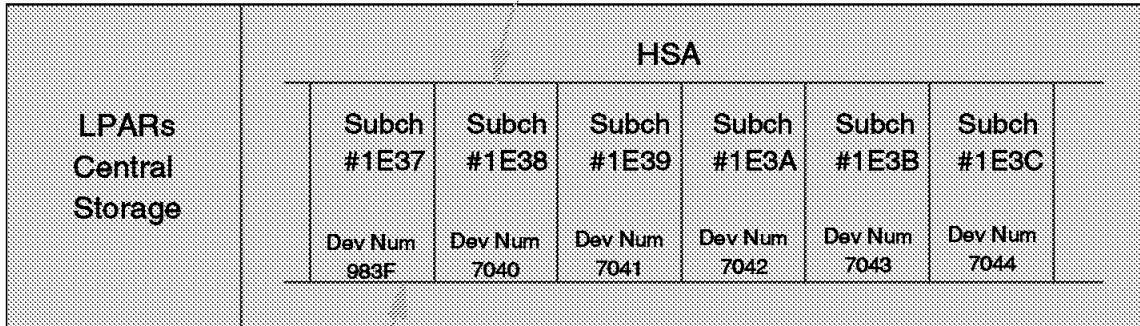 HSA
LPARs
Central
Storage
Subch Subch Subch Subch Subch Subch
#1E37 #1E38 #1E39 #1E3A #1E3B #1E3C
Dev Num Dev Num Dev Num Dev Num Dev Num Dev Num
983F 7040 7041 7042 7043 7044